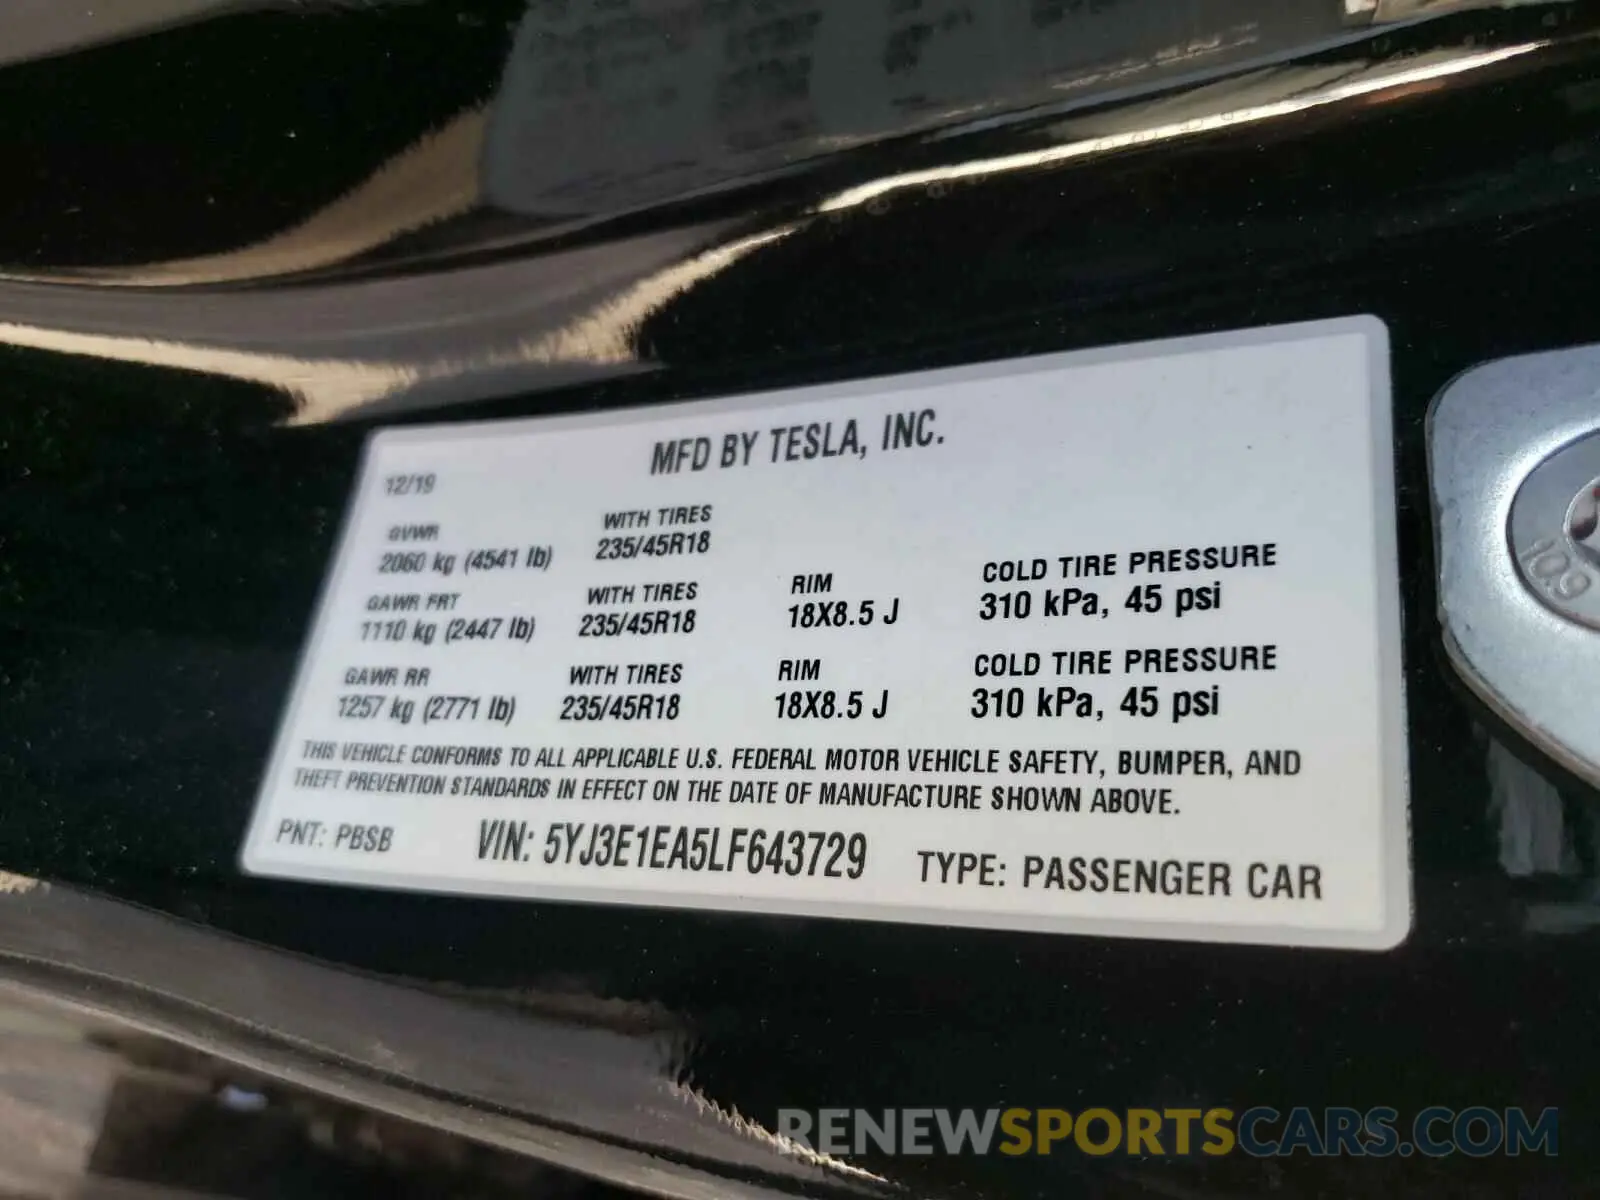 MFD BY TESLA, INC.
12/19
GVWR
2060 kg (4541 lb)
WITH TIRES
235/45R18
GAWR FRT
1110 kg (2447 lb)
WITH TIRES
235/45R18
RIM
18X8.5 J
COLD TIRE PRESSURE
310 kPa, 45 psi
GAWR RR
1257 kg (2771 lb)
WITH TIRES
235/45R18
RIM
18X8.5 J
COLD TIRE PRESSURE
310 kPa, 45 psi
THIS VEHICLE CONFORMS TO ALL APPLICABLE U.S. FEDERAL MOTOR VEHICLE SAFETY, BUMPER, AND
THEFT PREVENTION STANDARDS IN EFFECT ON THE DATE OF MANUFACTURE SHOWN ABOVE.
PNT: PBSB
VIN: 5YJ3E1EA5LF643729
TYPE: PASSENGER CAR
10.9
RENEWSPORTSCARS.COM